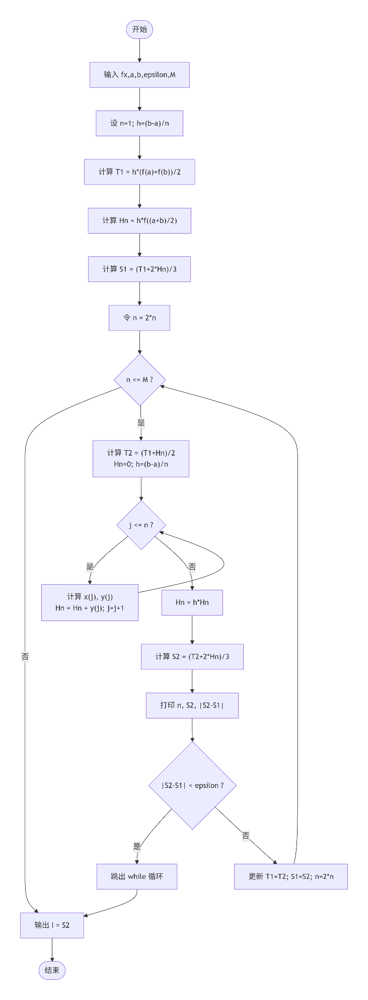 开始
输入 fx,a,b,epsilon,M
设 n=1; h=(b-a)/n
计算 T1 = h*(f(a)+f(b))/2
计算 Hn = h*f((a+b)/2)
计算 S1 = (T1+2*Hn)/3
令 n = 2*n
n <= M ?
是
计算 T2 = (T1+Hn)/2
Hn=0; h=(b-a)/n
j <= n ?
是
否
计算 x(j), y(j)
Hn = Hn + y(j); j=j+1
Hn = h*Hn
否
计算 S2 = (T2+2*Hn)/3
打印 n, S2, |S2-S1|
|S2-S1| < epsilon ?
是
否
跳出 while 循环
更新 T1=T2; S1=S2; n=2*n
输出 I = S2
结束